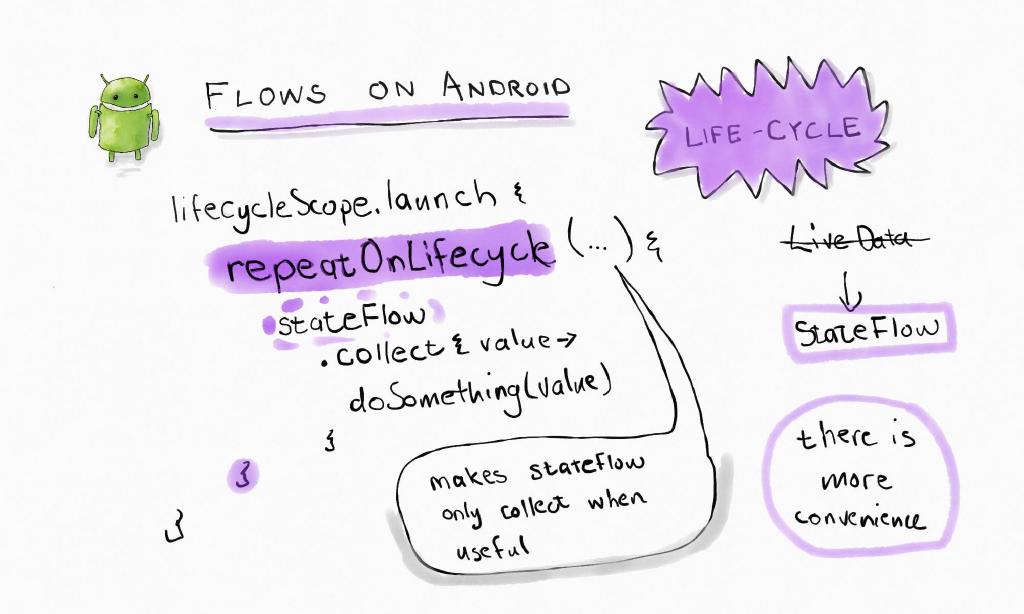 FLOWS ON ANDROID
LIFE-CYCLE
lifecycleScope.launch {
repeatOnLifecycle (...) {
stateFlow
.collect { value →
doSomething(value)
}
}
}
makes stateFlow
only collect when
useful
LiveData
↓
StateFlow
there is
more
convenience